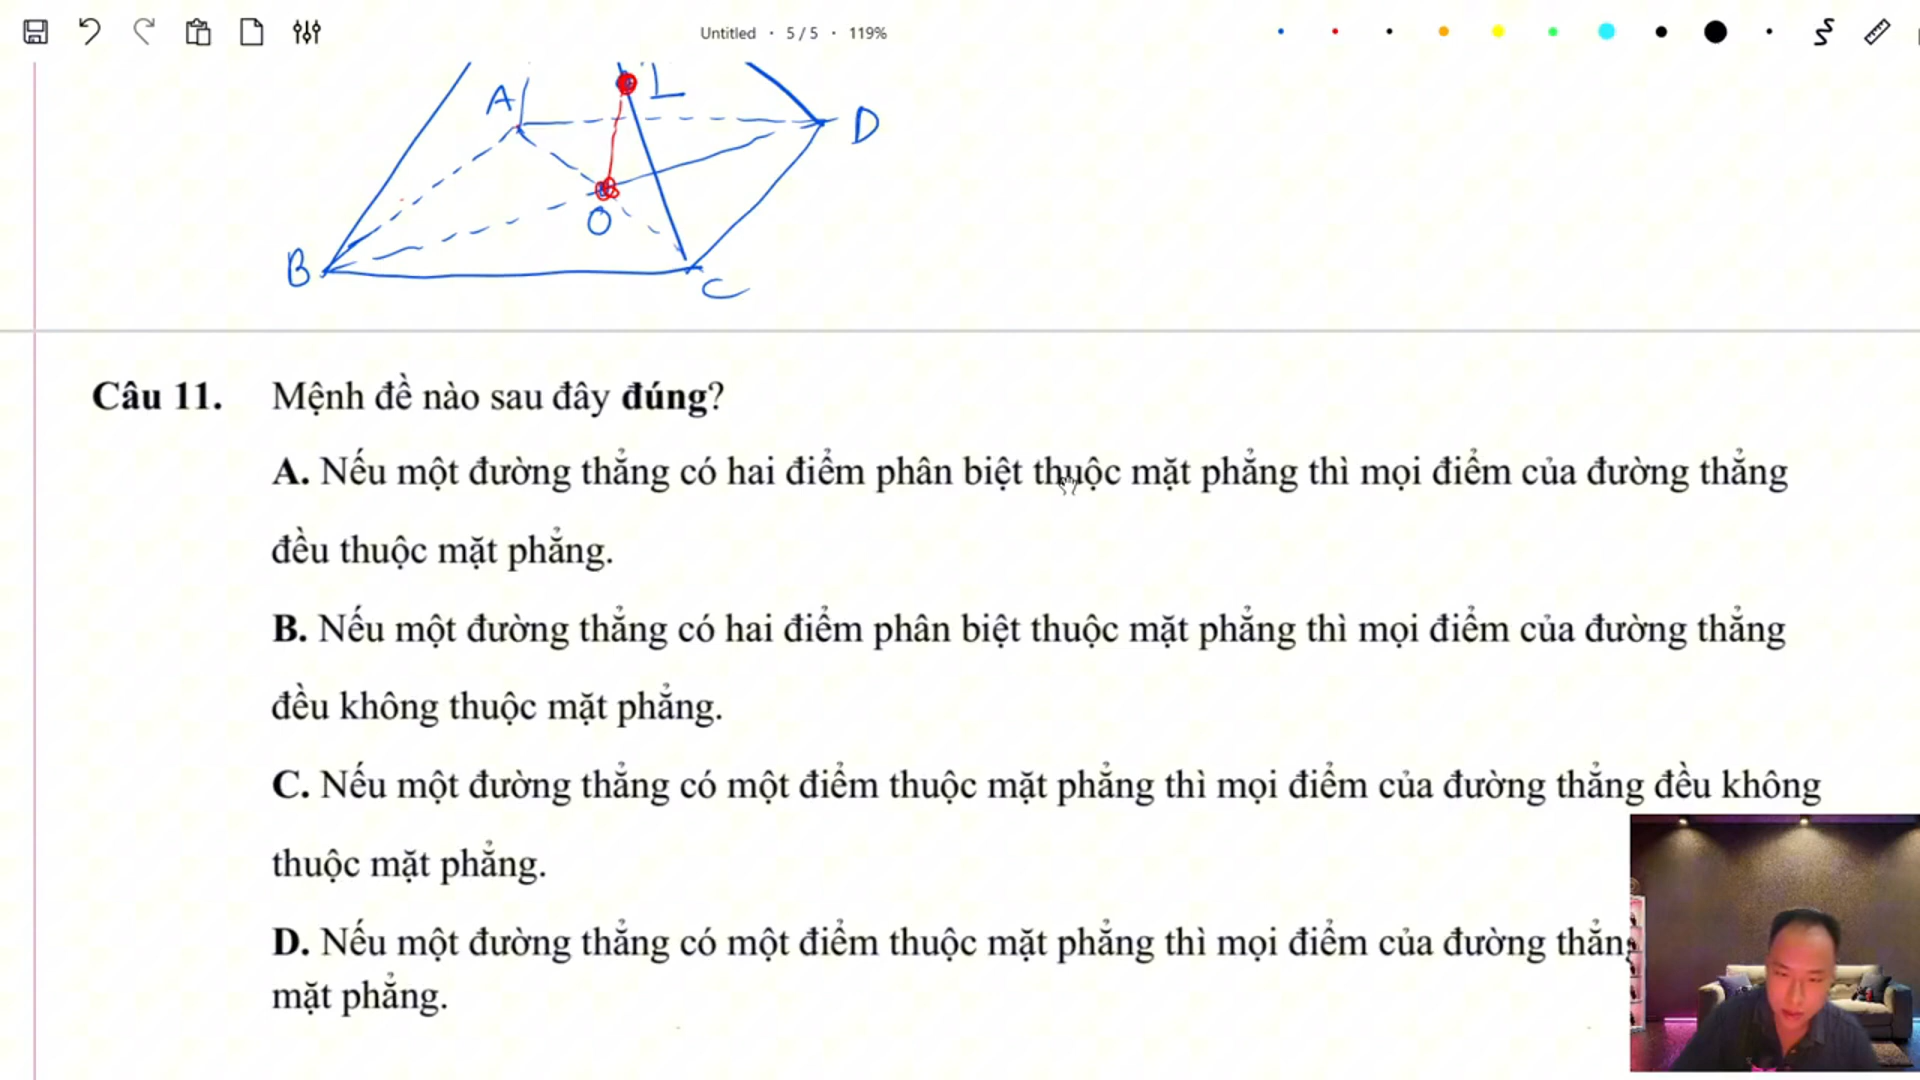 Untitled • 5 / 5 • 119%
A
L
D
O
B
C
Câu 11. Mệnh đề nào sau đây đúng?
A. Nếu một đường thẳng có hai điểm phân biệt thuộc mặt phẳng thì mọi điểm của đường thẳng
đều thuộc mặt phẳng.
B. Nếu một đường thẳng có hai điểm phân biệt thuộc mặt phẳng thì mọi điểm của đường thẳng
đều không thuộc mặt phẳng.
C. Nếu một đường thẳng có một điểm thuộc mặt phẳng thì mọi điểm của đường thẳng đều không
thuộc mặt phẳng.
D. Nếu một đường thẳng có một điểm thuộc mặt phẳng thì mọi điểm của đường thẳng
mặt phẳng.